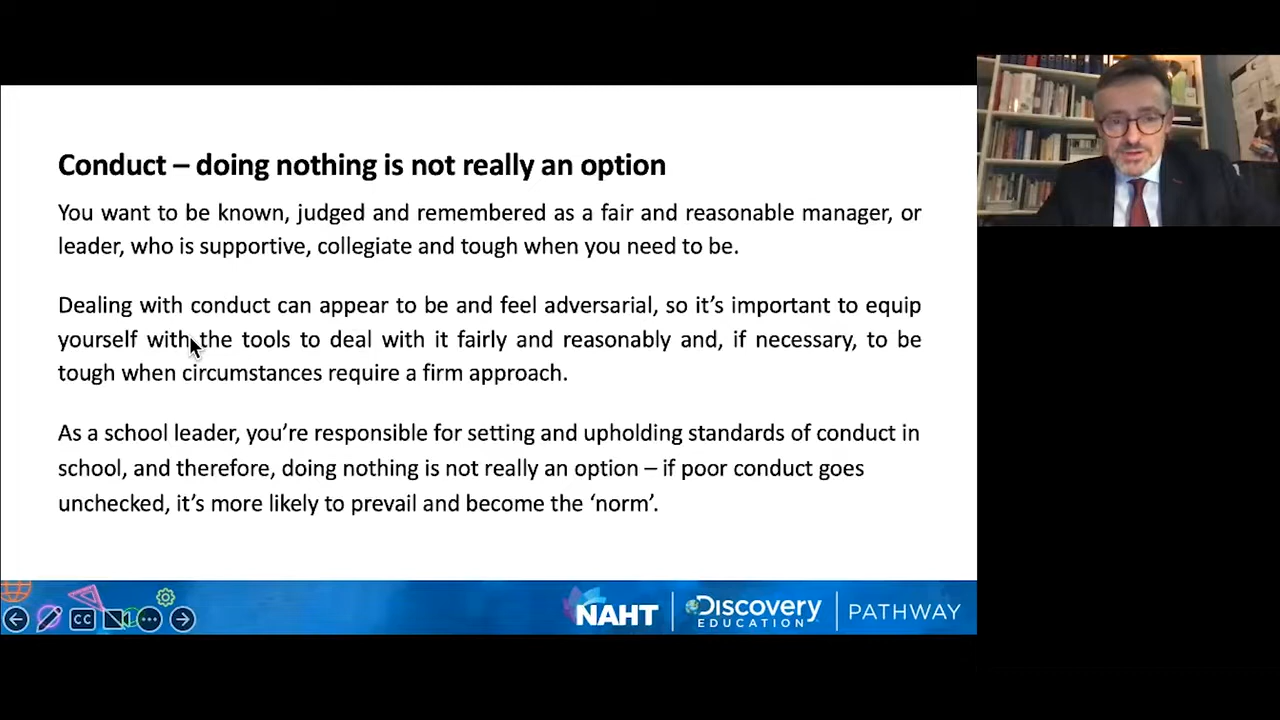 Conduct – doing nothing is not really an option
You want to be known, judged and remembered as a fair and reasonable manager, or
leader, who is supportive, collegiate and tough when you need to be.
Dealing with conduct can appear to be and feel adversarial, so it’s important to equip
yourself with the tools to deal with it fairly and reasonably and, if necessary, to be
tough when circumstances require a firm approach.
As a school leader, you’re responsible for setting and upholding standards of conduct in
school, and therefore, doing nothing is not really an option – if poor conduct goes
unchecked, it’s more likely to prevail and become the ‘norm’.
CC
NAHT
Discovery
EDUCATION
PATHWAY